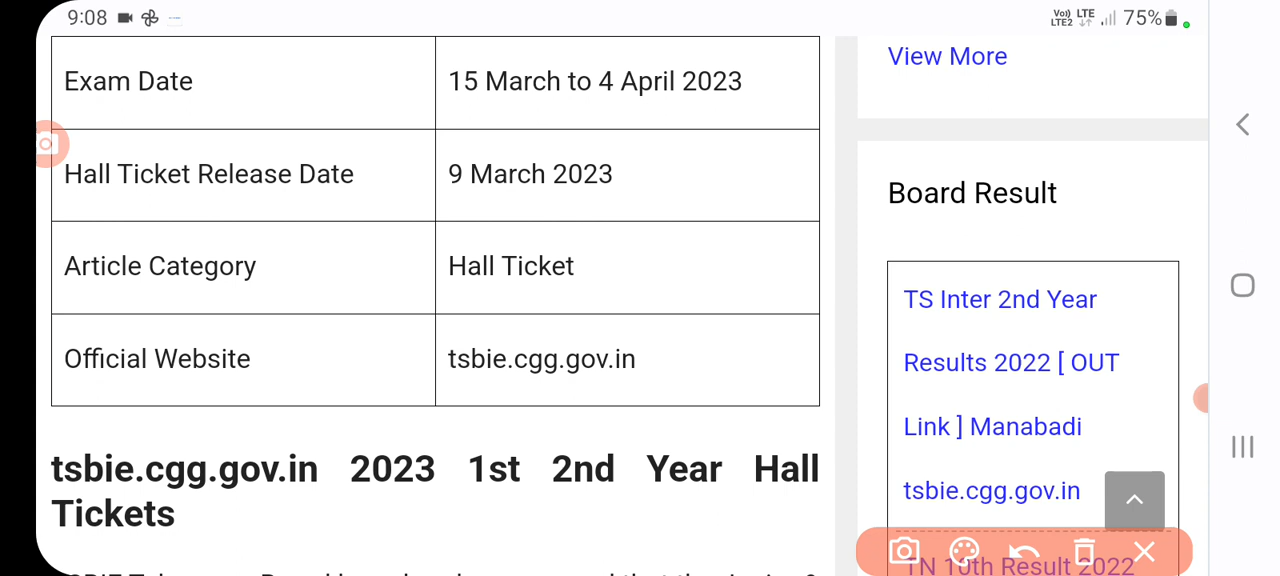 9:08
Vo)) LTE
LTE2
75%
Exam Date 15 March to 4 April 2023
Hall Ticket Release Date 9 March 2023
Article Category Hall Ticket
Official Website tsbie.cgg.gov.in
tsbie.cgg.gov.in 2023 1st 2nd Year Hall
Tickets
View More
Board Result
TS Inter 2nd Year
Results 2022 [ OUT
Link ] Manabadi
tsbie.cgg.gov.in
TN 10th Result 2022